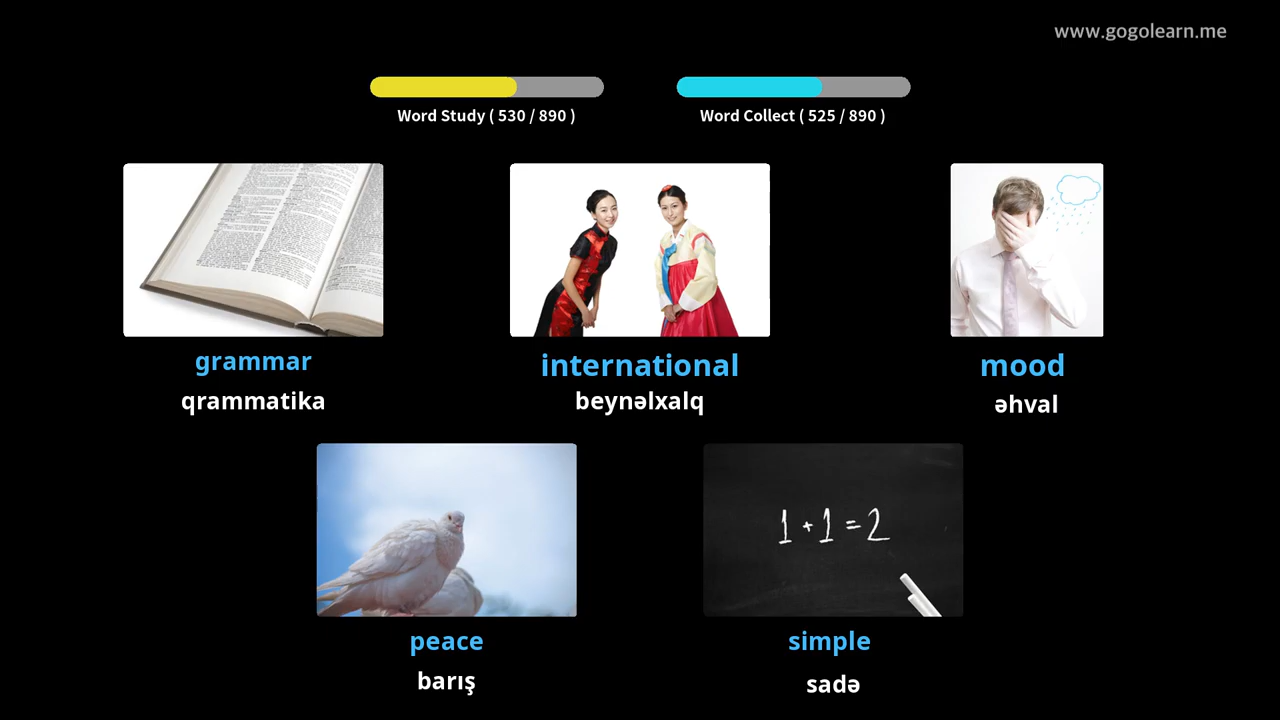 www.gogolearn.me
Word Study ( 530 / 890 )
Word Collect ( 525 / 890 )
grammar
qrammatika
international
beynəlxalq
mood
əhval
1 + 1 = 2
peace
barış
simple
sadə